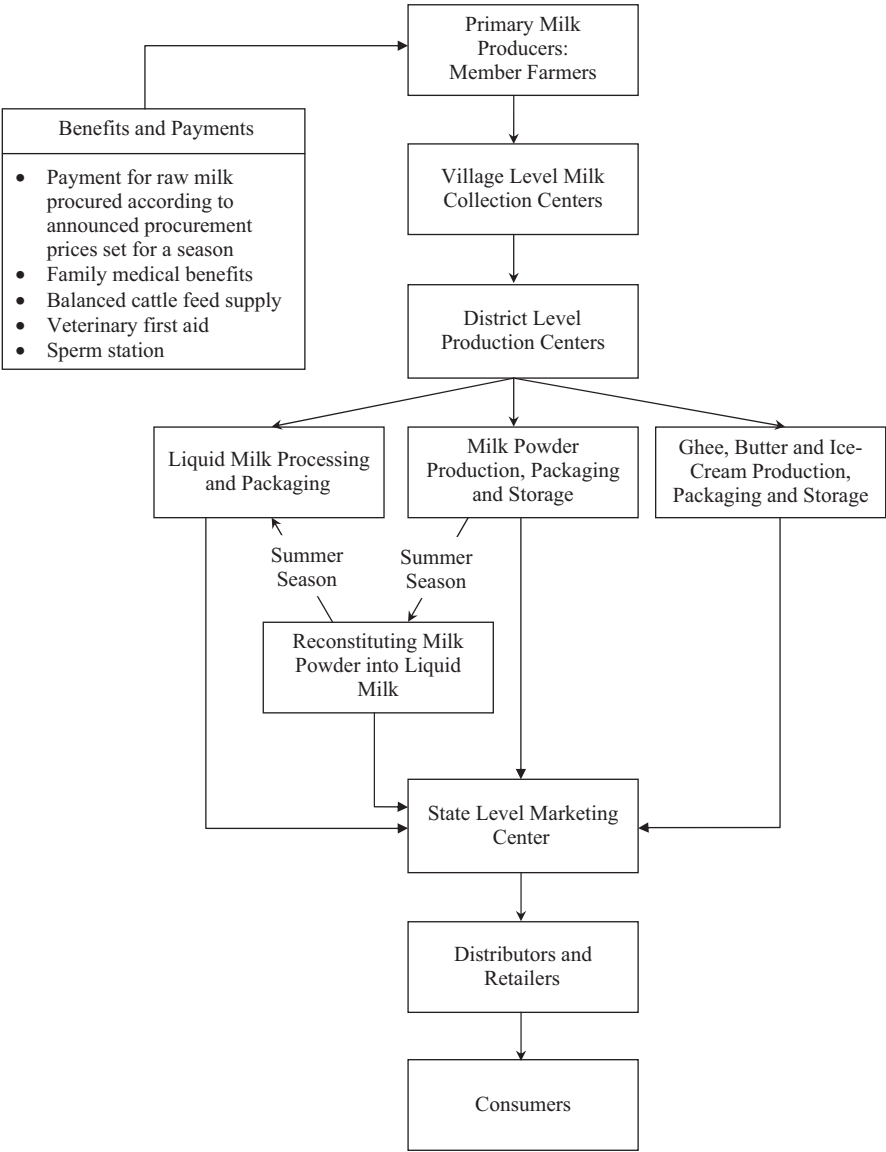 Primary Milk
Producers:
Member Farmers
Benefits and Payments
• Payment for raw milk
procured according to
announced procurement
prices set for a season
• Family medical benefits
• Balanced cattle feed supply
• Veterinary first aid
• Sperm station
Village Level Milk
Collection Centers
District Level
Production Centers
Liquid Milk Processing
and Packaging
Milk Powder
Production, Packaging
and Storage
Ghee, Butter and Ice-
Cream Production,
Packaging and Storage
Summer
Season
Summer
Season
Reconstituting Milk
Powder into Liquid
Milk
State Level Marketing
Center
Distributors and
Retailers
Consumers